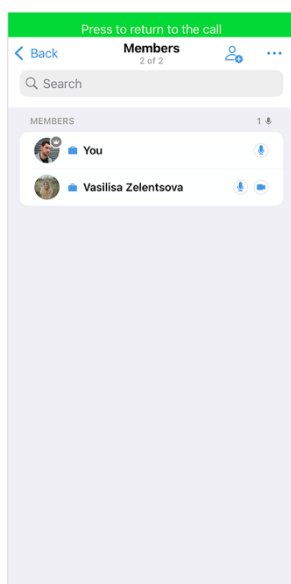 Press to return to the call
Back
Members
2 of 2
Search
MEMBERS 1
You
Vasilisa Zelentsova